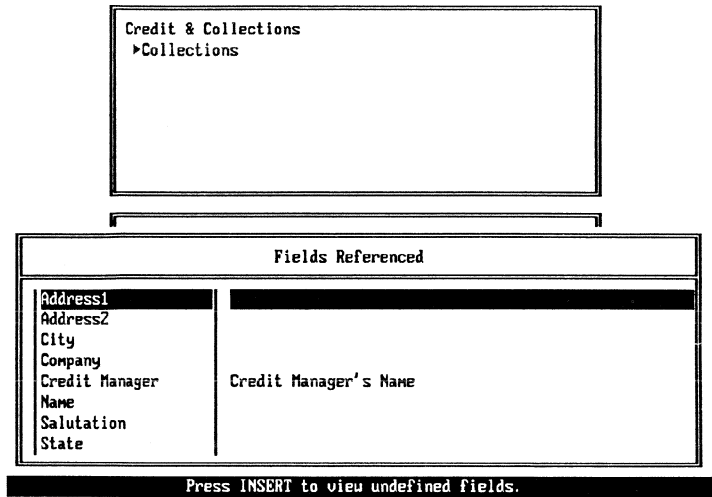 Credit & Collections
▶Collections
Fields Referenced
Address1
Address2
City
Company
Credit Manager Credit Manager's Name
Name
Salutation
State
Press INSERT to view undefined fields.